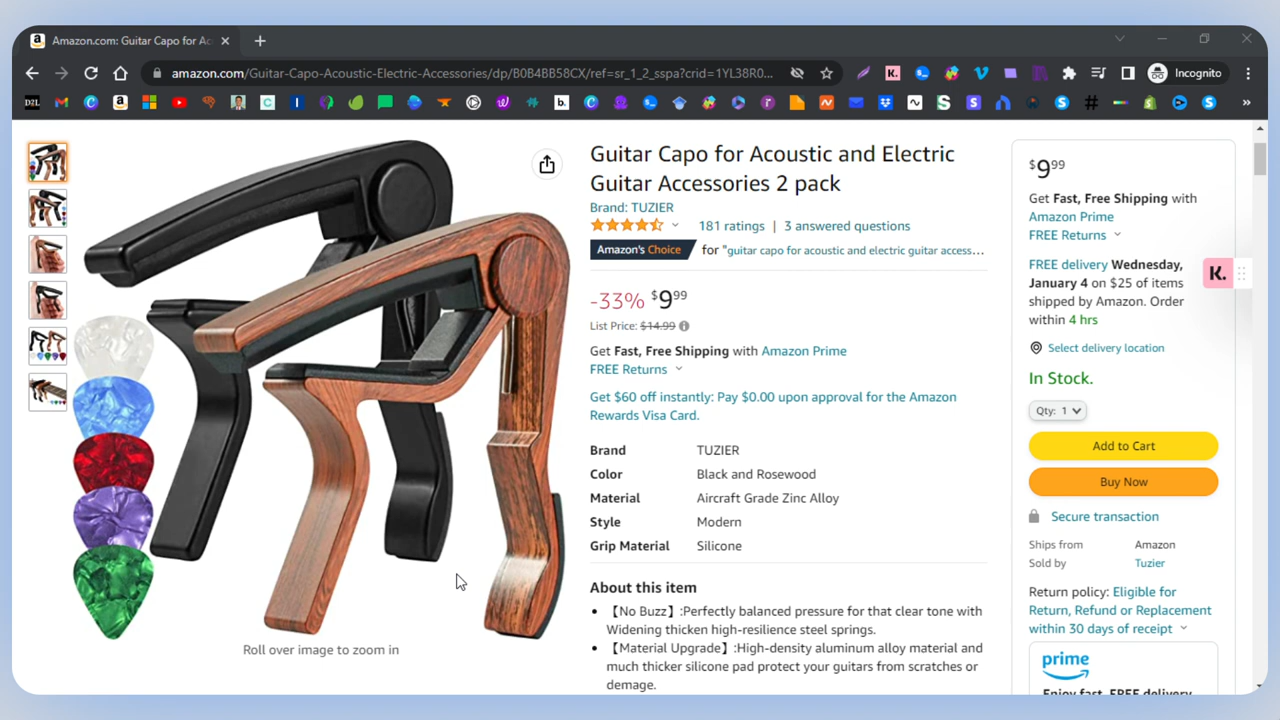 Amazon.com: Guitar Capo for Ac
amazon.com/Guitar-Capo-Acoustic-Electric-Accessories/dp/B0B4BB58CX/ref=sr_1_2_sspa?crid=1YL38R0...
Incognito
Guitar Capo for Acoustic and Electric
Guitar Accessories 2 pack
Brand: TUZIER
181 ratings | 3 answered questions
Amazon's Choice for "guitar capo for acoustic and electric guitar access...
-33% $9.99
List Price: $14.99
Get Fast, Free Shipping with Amazon Prime
FREE Returns
Get $60 off instantly: Pay $0.00 upon approval for the Amazon
Rewards Visa Card.
Brand TUZIER
Color Black and Rosewood
Material Aircraft Grade Zinc Alloy
Style Modern
Grip Material Silicone
About this item
• 【No Buzz】:Perfectly balanced pressure for that clear tone with
Widening thicken high-resilience steel springs.
• 【Material Upgrade】:High-density aluminum alloy material and
much thicker silicone pad protect your guitars from scratches or
demage.
Roll over image to zoom in
$9.99
Get Fast, Free Shipping with
Amazon Prime
FREE Returns
FREE delivery Wednesday,
January 4 on $25 of items
shipped by Amazon. Order
within 4 hrs
K.
Select delivery location
In Stock.
Qty: 1
Add to Cart
Buy Now
Secure transaction
Ships from Amazon
Sold by Tuzier
Return policy: Eligible for
Return, Refund or Replacement
within 30 days of receipt
prime
Enjoy fast, FREE delivery,